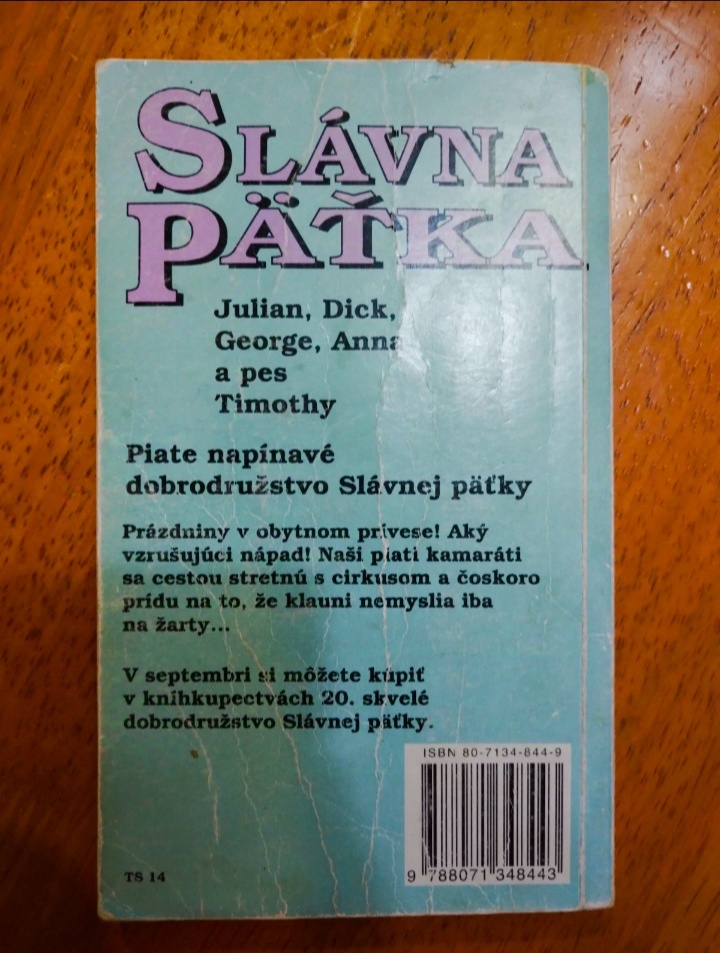 SLÁVNA
PÄŤKA
Julian, Dick,
George, Anna
a pes
Timothy
Piate napínavé
dobrodružstvo Slávnej päťky
Prázdniny v obytnom prívese! Aký
vzrušujúci nápad! Naši piati kamaráti
sa cestou stretnú s cirkusom a čoskoro
prídu na to, že klauni nemyslia iba
na žarty...
V septembri si môžete kúpiť
v kníhkupectvách 20. skvelé
dobrodružstvo Slávnej päťky.
ISBN 80-7134-844-9
9 788071 348443
TS 14